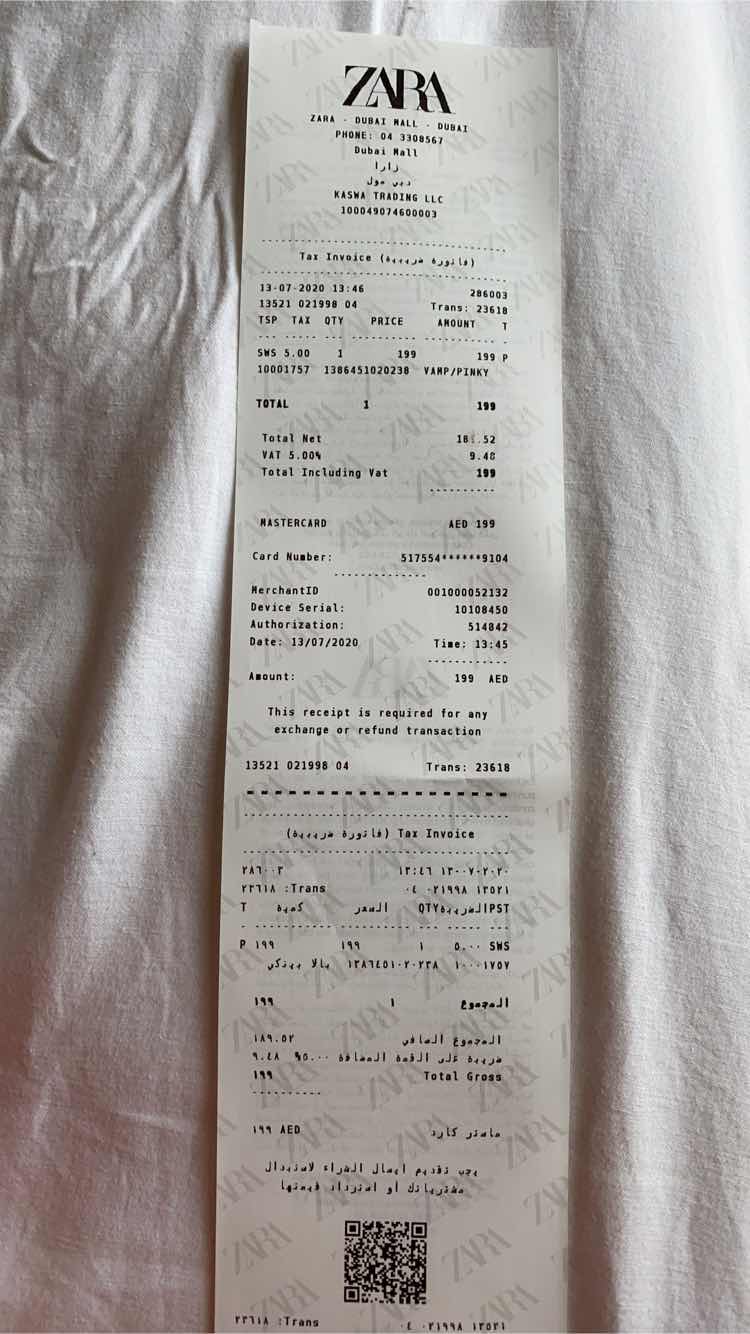 ZARA
ZARA - DUBAI MALL - DUBAI
PHONE: 04 3308567
Dubai Mall
زارا
دبي مول
KASWA TRADING LLC
100049074600003
Tax Invoice (فاتورة ضريبية)
13-07-2020 13:46 286003
13521 021998 04 Trans: 23618
TSP TAX QTY PRICE AMOUNT T
SWS 5.00 1 199 199 P
10001757 1386451020238 VAMP/PINKY
TOTAL 1 199
Total Net
VAT 5.00% 9.48
Total Including Vat 199
MASTERCARD AED 199
Card Number: 517554******9104
MerchantID 001000052132
Device Serial: 10108450
Authorization: 514842
Date: 13/07/2020 Time: 13:45
Amount: 199 AED
This receipt is required for any
exchange or refund transaction
13521 021998 04 Trans: 23618
(فاتورة ضريبية) Tax Invoice
٢٨٦٠٠٣ ١٣:٤٦ ١٣-٠٧-٢٠٢٠
٢٣٦١٨ :Trans ٠٤ ٠٢١٩٩٨ ١٣٥٢١
T كمية السعر QTYالضريبةPST
P ١٩٩ ١٩٩ ١ ٥.٠٠ SWS
١٠٠٠١٧٥٧ ١٣٨٦٤٥١٠٢٠٢٣٨ بالا بينكي
المجموع ١ ١٩٩
المجموع الصافي ١٨٩.٥٢
ضريبة على القمة المضافة ٥.٠٠% ٩.٤٨
١٩٩ Total Gross
١٩٩ AED ماستر كارد
يجب تقديم ايصال الشراء لاستبدال
مشترياتك أو استرداد قيمتها
٢٣٦١٨ :Trans ٠٤ ٠٢١٩٩٨ ١٣٥٢١